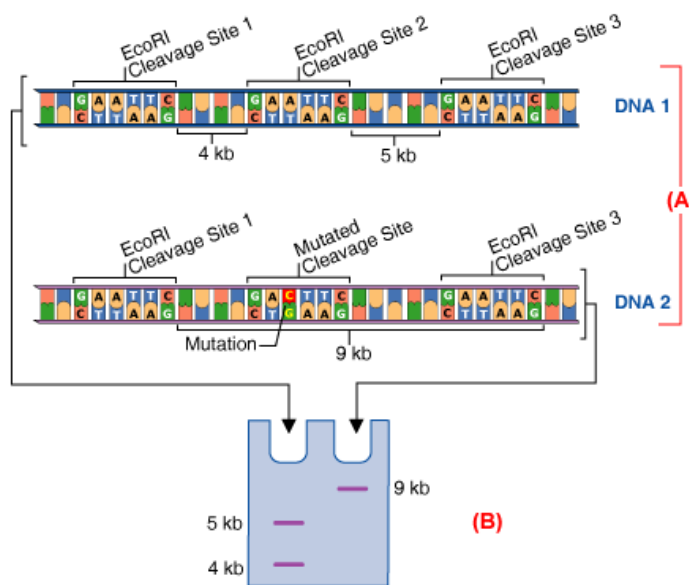 EcoRI
Cleavage Site 1
EcoRI
Cleavage Site 2
EcoRI
Cleavage Site 3
G A A T T C
G A A T T C
G A A T T C
DNA 1
C T T A A G
C T T A A G
C T T A A G
4 kb
5 kb
(A
EcoRI
Cleavage Site 1
Mutated
Cleavage Site
EcoRI
Cleavage Site 3
G A A T T C
G A C T T C
G A A T T C
DNA 2
C T T A A G
C T G A A G
C T T A A G
Mutation
9 kb
9 kb
5 kb
(B)
4 kb